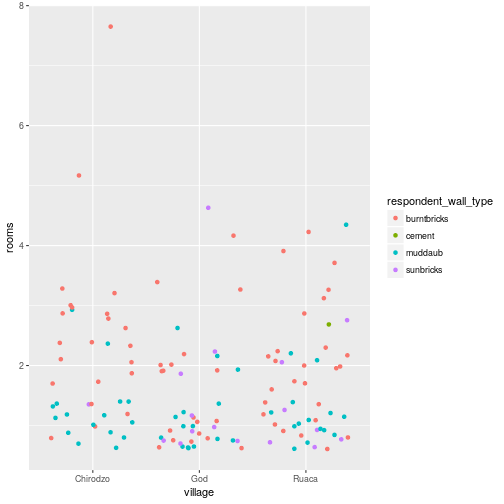 8
6
4
2
rooms
Chirodzo God Ruaca
village
respondent_wall_type
burntbricks
cement
muddaub
sunbricks